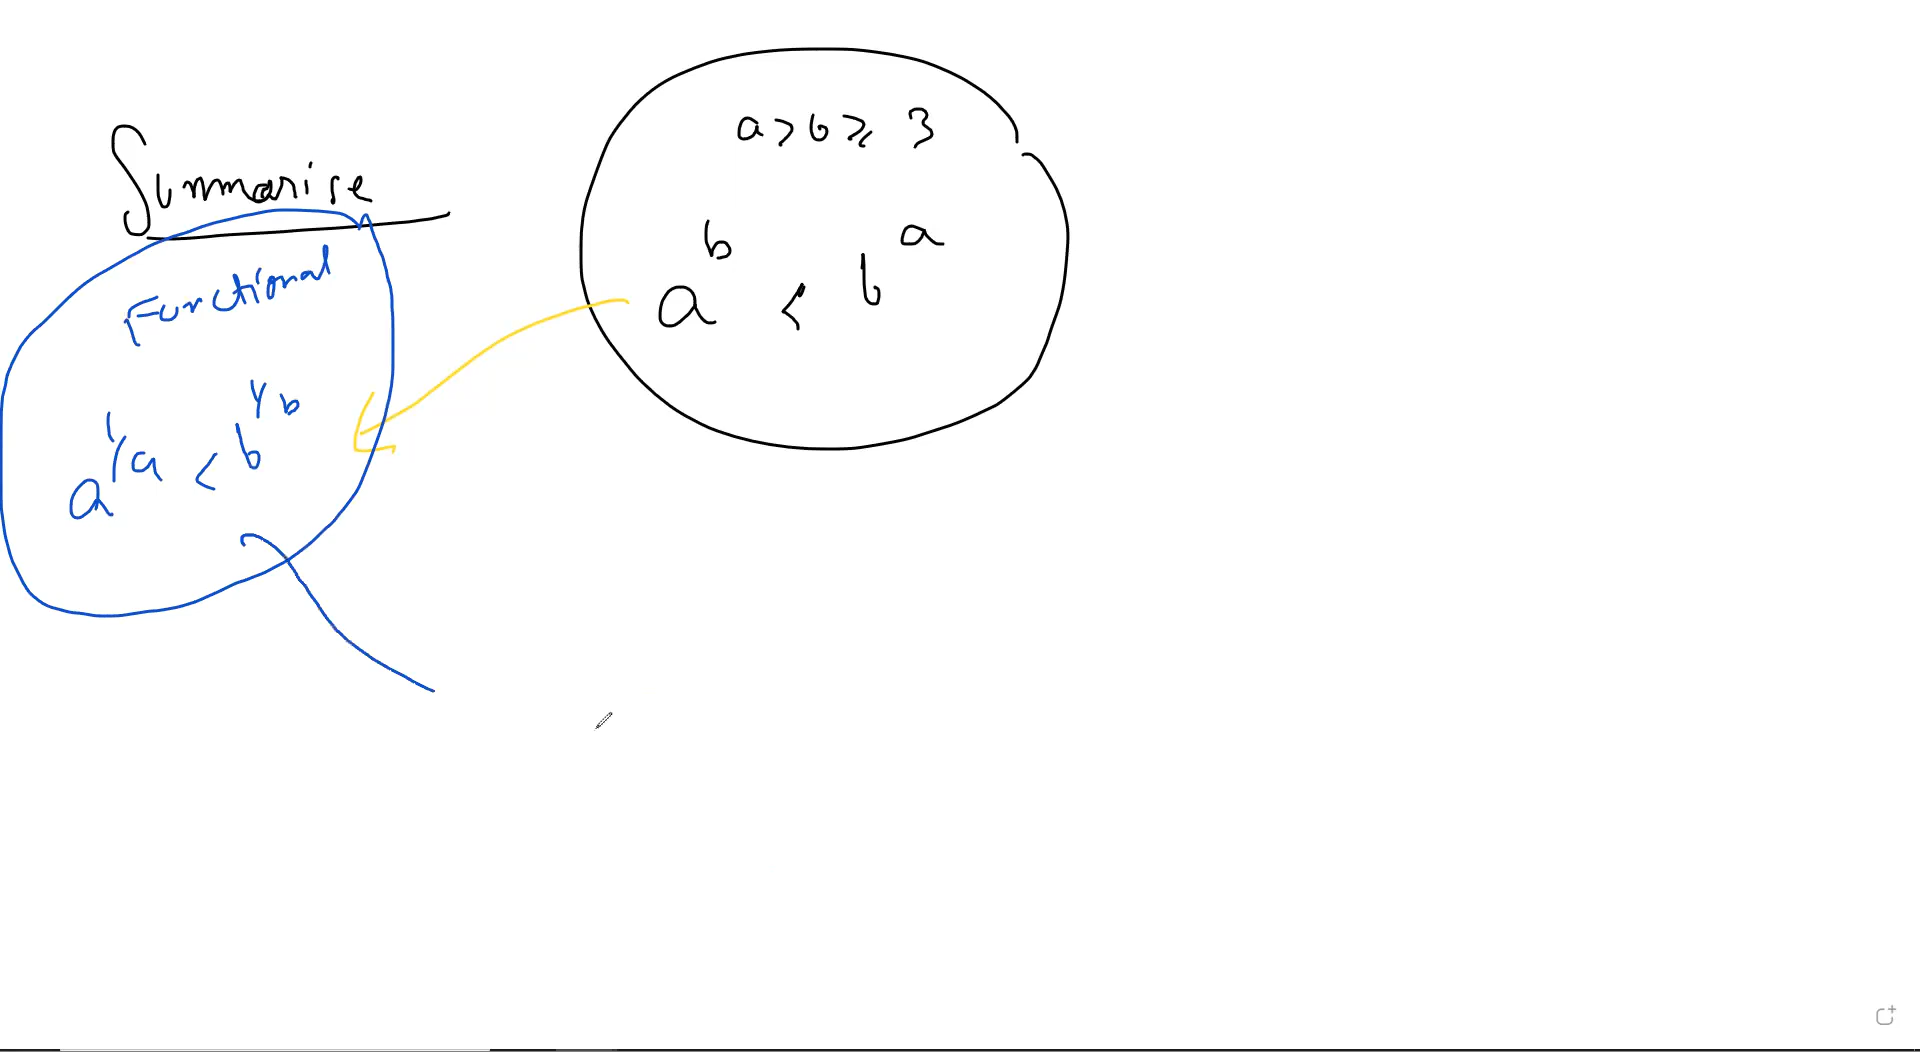 Summarise
Functional
a^{1/a} < b^{1/b}
a > b ≥ 3
a^b < b^a